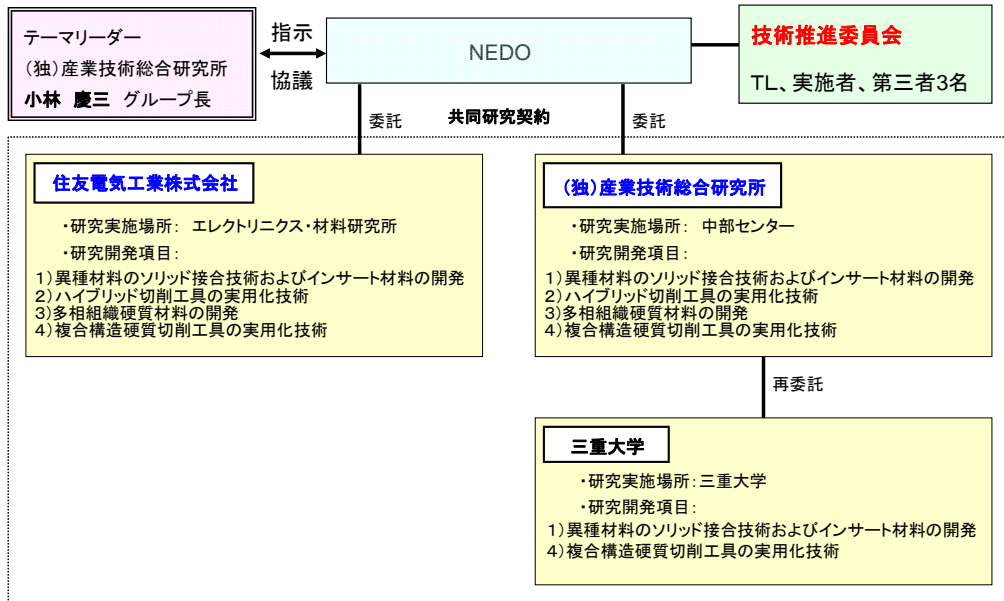 テーマリーダー
(独)産業技術総合研究所
小林 慶三 グループ長
指示
協議
NEDO
技術推進委員会
TL、実施者、第三者3名
委託
共同研究契約
委託
住友電気工業株会社
・研究実施場所： エレクトリニクス・材料研究所
・研究開発項目：
1)異種材料のソリッド接合技術およびインサート材料の開発
2)ハイブリッド切削工具の実用化技術
3)多相組織硬質材料の開発
4)複合構造硬質切削工具の実用化技術
(独)産業技術総合研究所
・研究実施場所： 中部センター
・研究開発項目：
1)異種材料のソリッド接合技術およびインサート材料の開発
2)ハイブリッド切削工具の実用化技術
3)多相組織硬質材料の開発
4)複合構造硬質切削工具の実用化技術
再委託
三重大学
・研究実施場所：三重大学
・研究開発項目：
1)異種材料のソリッド接合技術およびインサート材料の開発
4)複合構造硬質切削工具の実用化技術